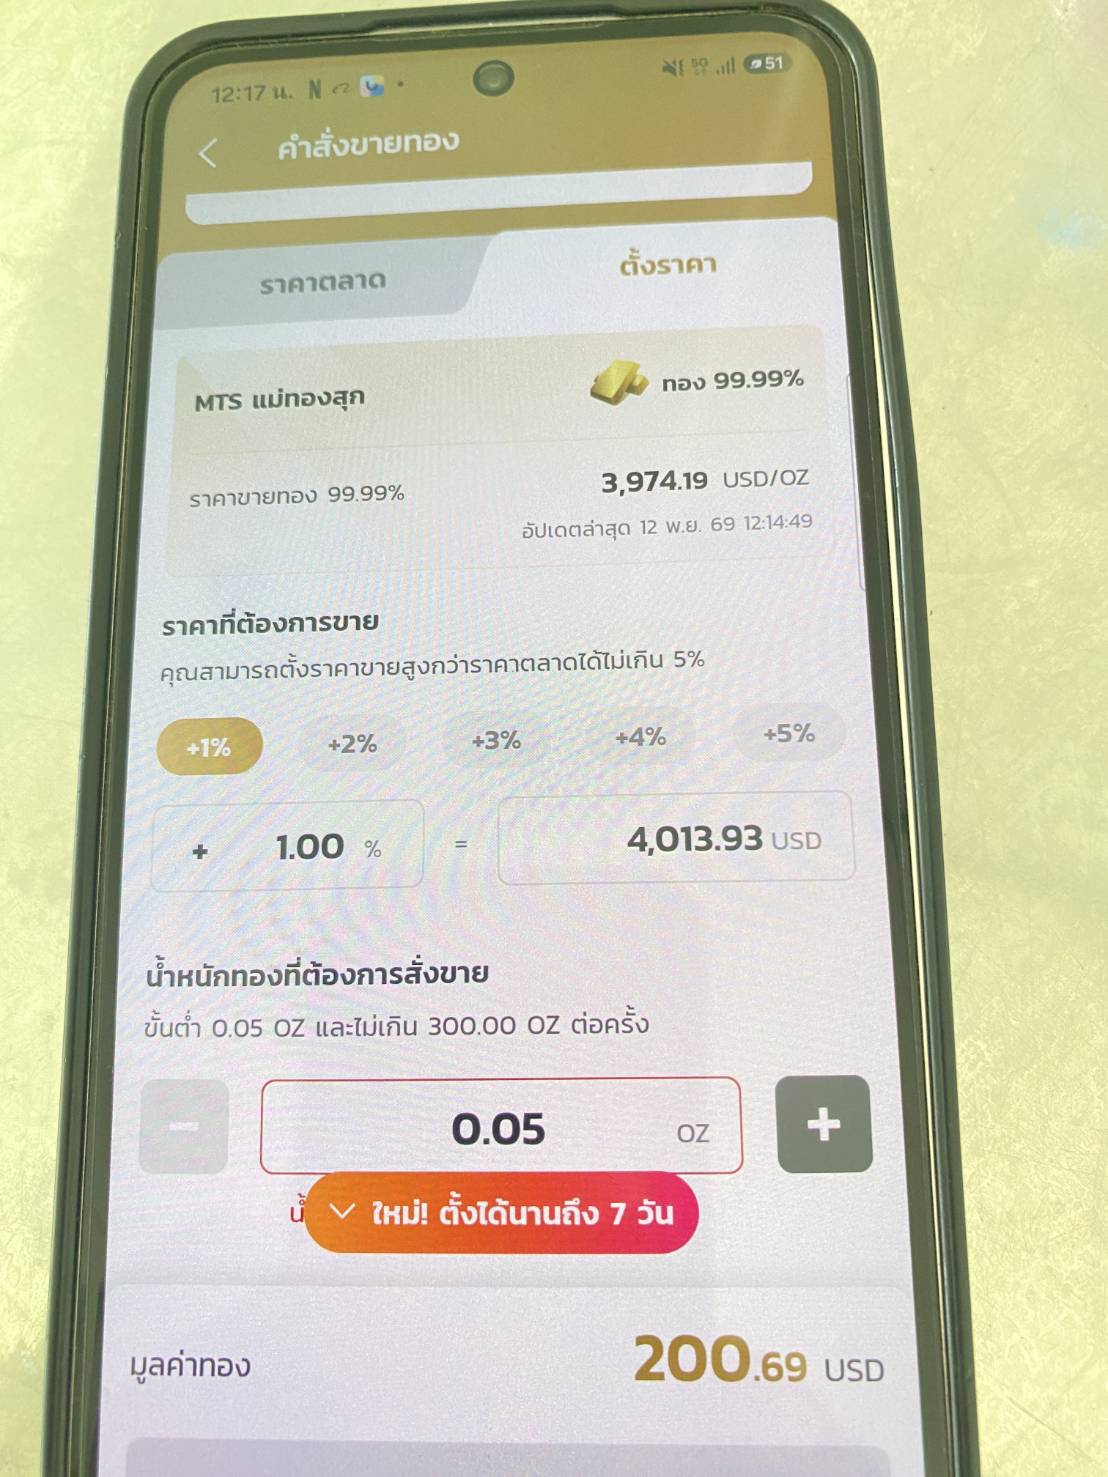 12:17 น. N
5G 51
คำสั่งขายทอง
ราคาตลาด
ตั้งราคา
MTS แม่ทองสุก
ทอง 99.99%
ราคาขายทอง 99.99%
3,974.19 USD/OZ
อัปเดตล่าสุด 12 พ.ย. 69 12:14:49
ราคาที่ต้องการขาย
คุณสามารถตั้งราคาขายสูงกว่าราคาตลาดได้ไม่เกิน 5%
+1% +2% +3% +4% +5%
+ 1.00 % = 4,013.93 USD
น้ำหนักทองที่ต้องการสั่งขาย
ขั้นต่ำ 0.05 OZ และไม่เกิน 300.00 OZ ต่อครั้ง
− 0.05 OZ +
ใหม่! ตั้งได้นานถึง 7 วัน
มูลค่าทอง
200.69 USD